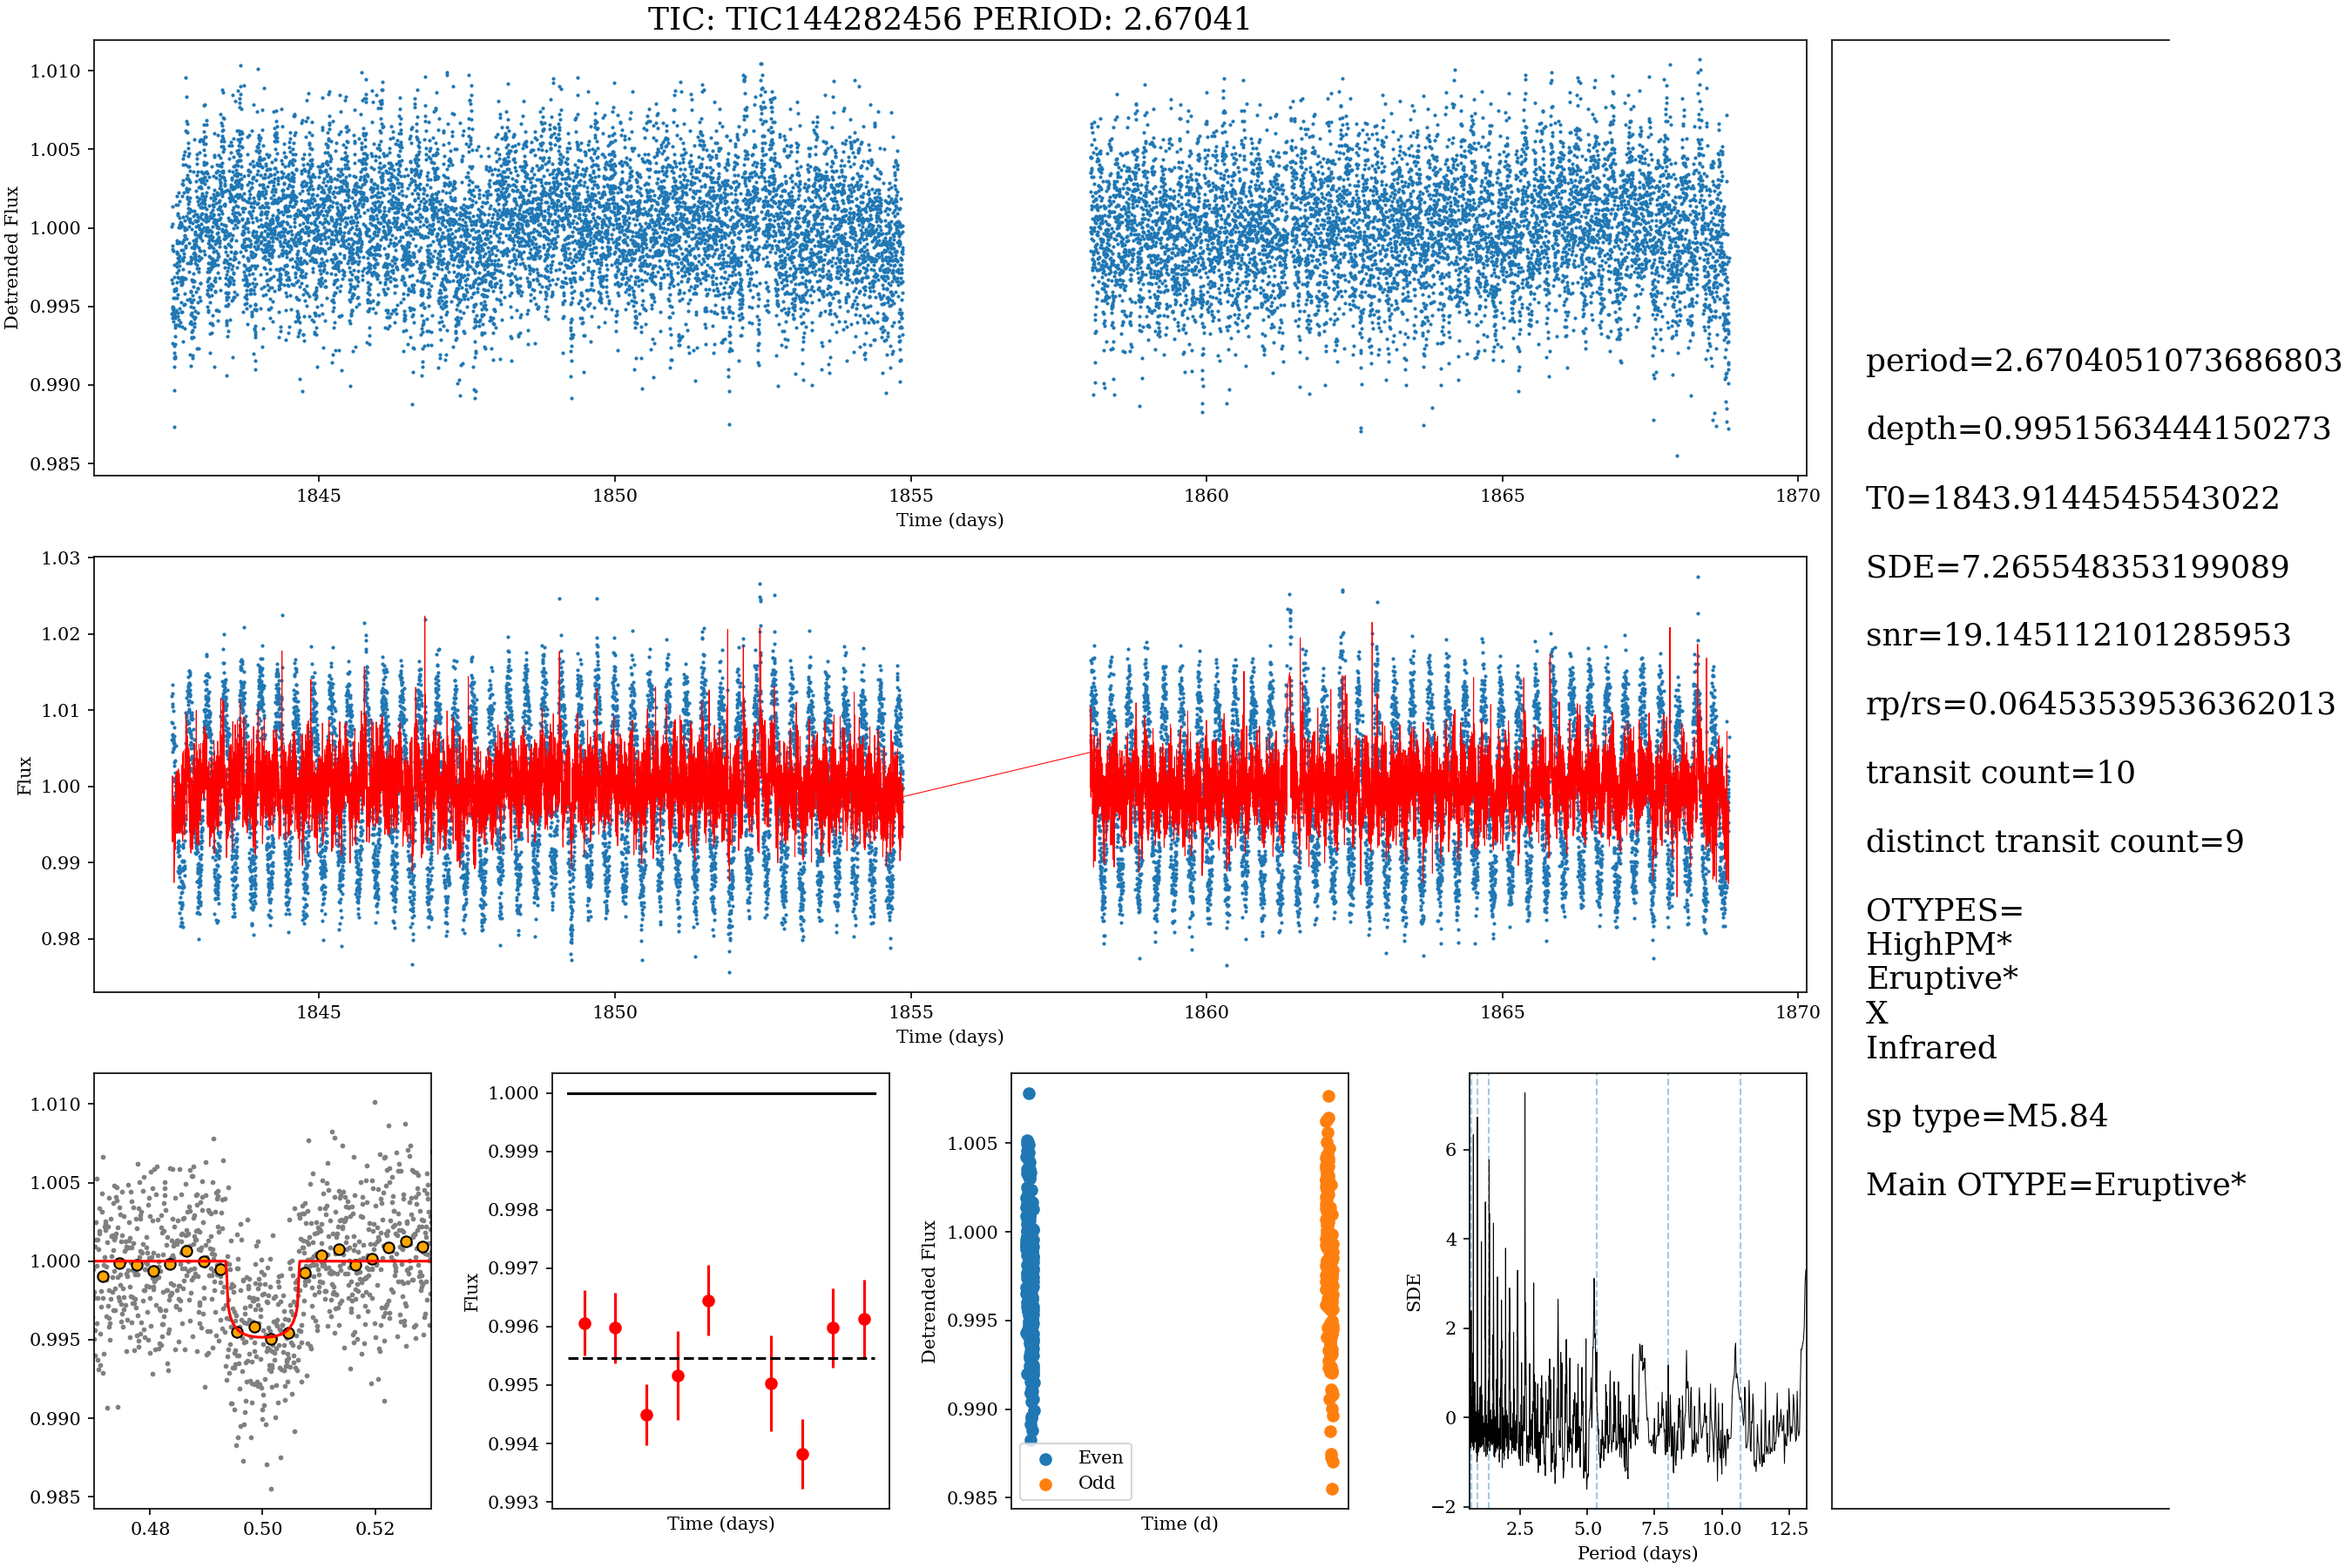 TIC: TIC144282456 PERIOD: 2.67041
1.010
1.005
1.000
0.995
0.990
0.985
Detrended Flux
1845
1850
1855
1860
1865
1870
Time (days)
1.03
1.02
1.01
1.00
0.99
0.98
Flux
1845
1850
1855
1860
1865
1870
Time (days)
1.010
1.005
1.000
0.995
0.990
0.985
0.48
0.50
0.52
1.000
0.999
0.998
0.997
0.996
0.995
0.994
0.993
Flux
Time (days)
1.005
1.000
0.995
0.990
0.985
Detrended Flux
Even
Odd
Time (d)
6
4
2
0
−2
SDE
2.5
5.0
7.5
10.0
12.5
Period (days)
period=2.6704051073686803
depth=0.9951563444150273
T0=1843.9144545543022
SDE=7.265548353199089
snr=19.145112101285953
rp/rs=0.06453539536362013
transit count=10
distinct transit count=9
OTYPES=
HighPM*
Eruptive*
X
Infrared
sp type=M5.84
Main OTYPE=Eruptive*